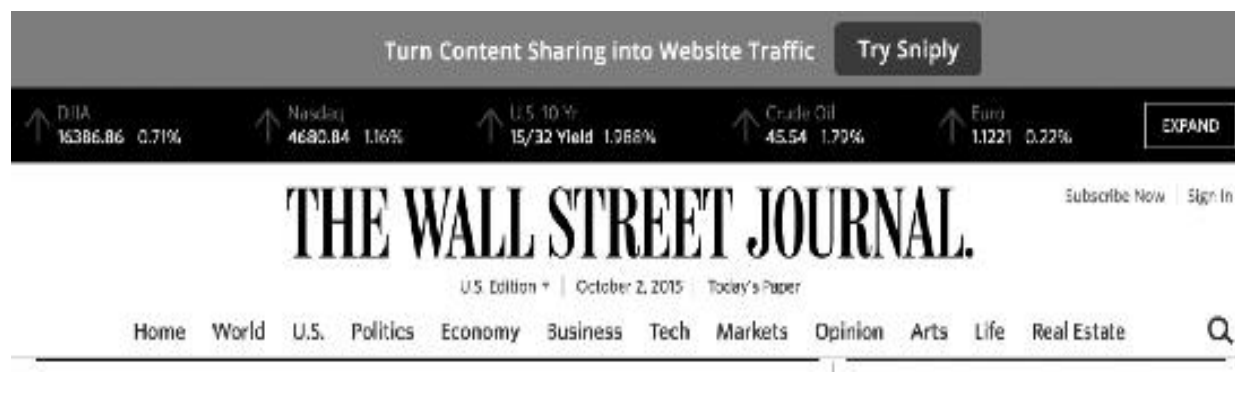 Turn Content Sharing into Website Traffic Try Sniply
DJIA Nasdaq U.S. 10 Yr Crude Oil Euro
16386.86 0.71% 4680.84 1.16% 15/32 Yield 1.988% 45.54 1.79% 1.1221 0.22% EXPAND
THE WALL STREET JOURNAL.
Subscribe Now Sign In
U.S. Edition October 2, 2015 Today's Paper
Home World U.S. Politics Economy Business Tech Markets Opinion Arts Life Real Estate